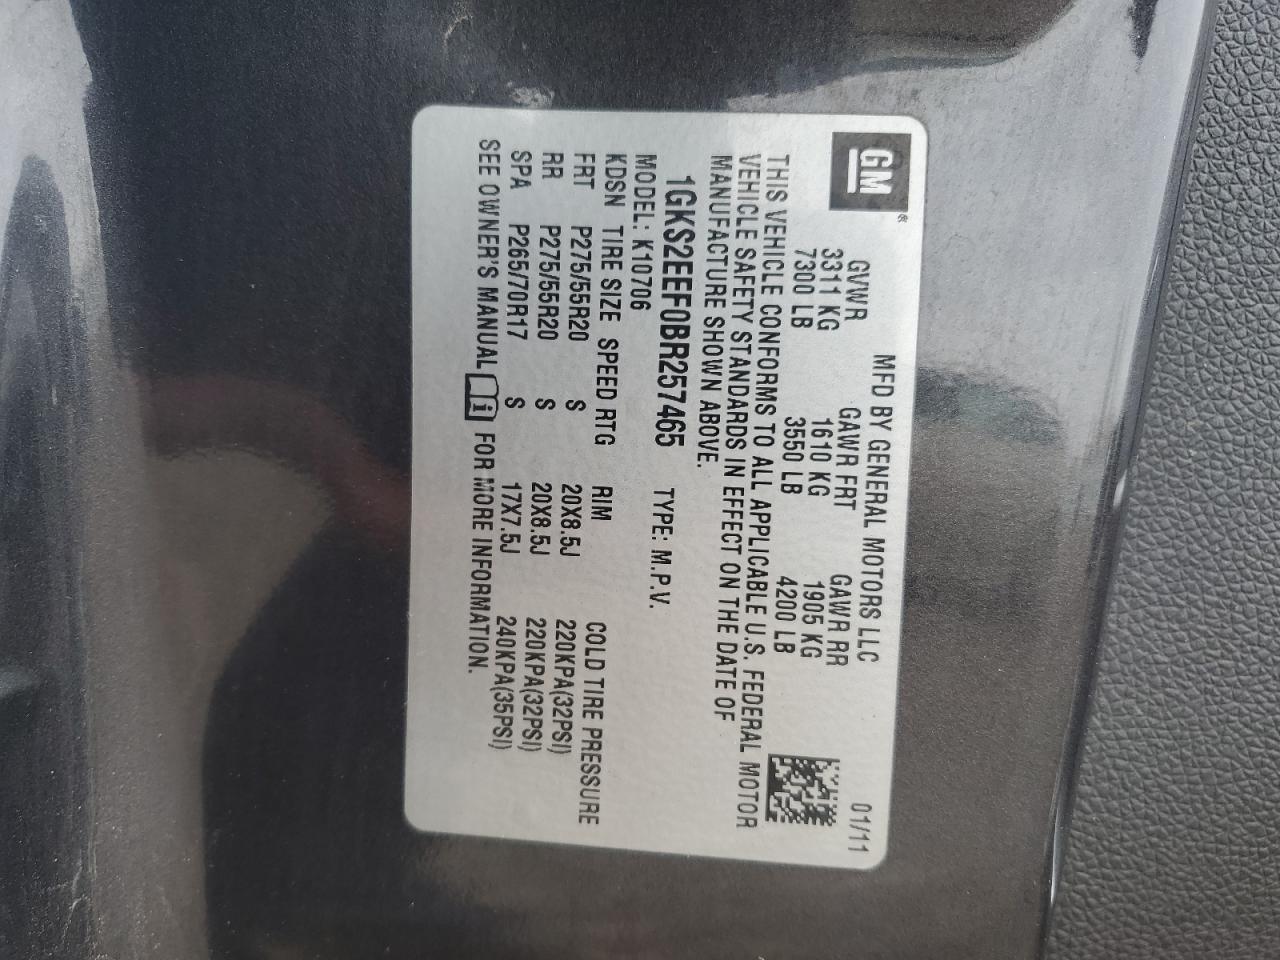 GM®
MFD BY GENERAL MOTORS LLC 01/11
GVWR GAWR FRT GAWR RR
3311 KG 1610 KG 1905 KG
7300 LB 3550 LB 4200 LB
THIS VEHICLE CONFORMS TO ALL APPLICABLE U.S. FEDERAL MOTOR
VEHICLE SAFETY STANDARDS IN EFFECT ON THE DATE OF
MANUFACTURE SHOWN ABOVE.
1GKS2EEF0BR257465 TYPE: M.P.V.
MODEL: K10706
KDSN TIRE SIZE SPEED RTG RIM COLD TIRE PRESSURE
FRT P275/55R20 S 20X8.5J 220KPA(32PSI)
RR P275/55R20 S 20X8.5J 220KPA(32PSI)
SPA P265/70R17 S 17X7.5J 240KPA(35PSI)
SEE OWNER'S MANUAL i FOR MORE INFORMATION.